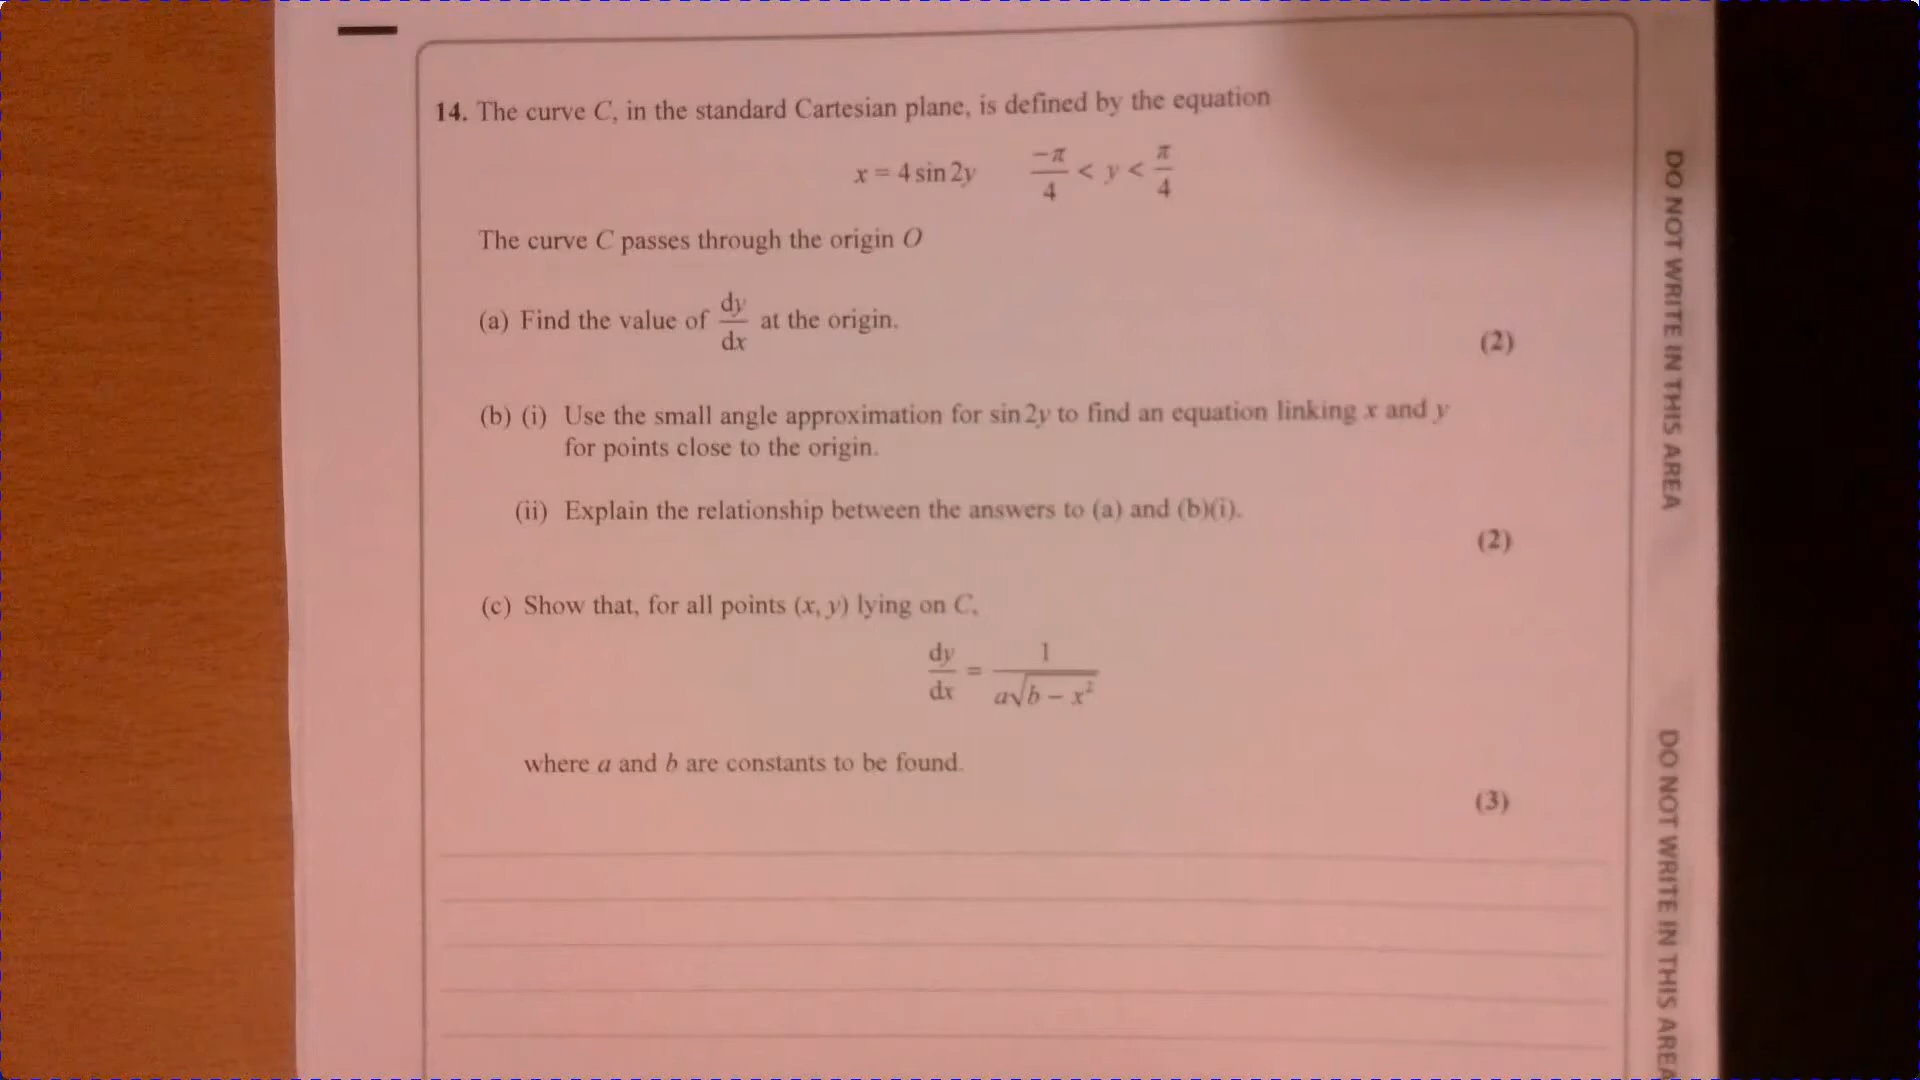 14. The curve C, in the standard Cartesian plane, is defined by the equation
x = 4 sin 2y    -π/4 < y < π/4
The curve C passes through the origin O
(a) Find the value of dy/dx at the origin.
(2)
(b) (i) Use the small angle approximation for sin 2y to find an equation linking x and y
for points close to the origin.
(ii) Explain the relationship between the answers to (a) and (b)(i).
(2)
(c) Show that, for all points (x, y) lying on C,
dy/dx = 1/(a√(b − x²))
where a and b are constants to be found.
(3)
DO NOT WRITE IN THIS AREA
DO NOT WRITE IN THIS AREA